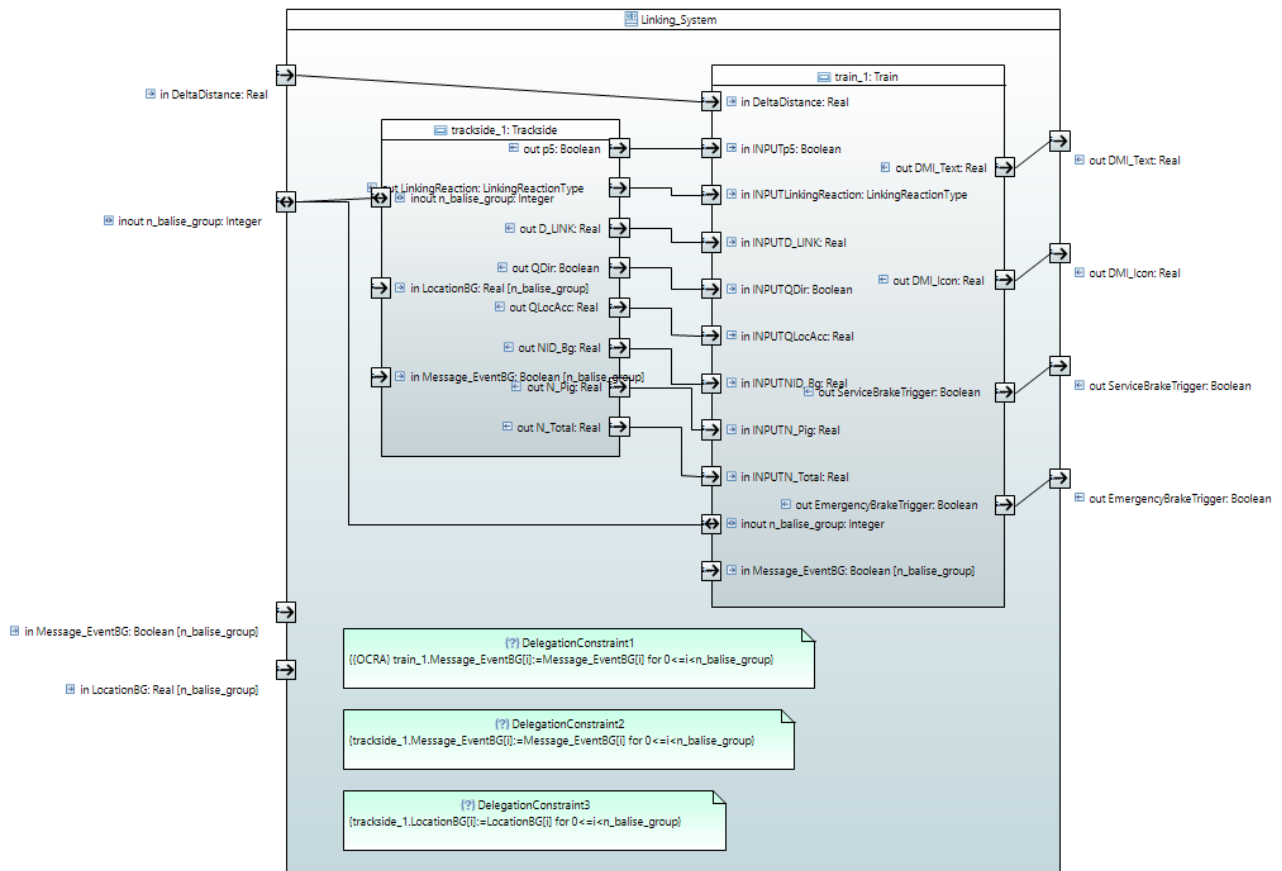 Linking_System
in DeltaDistance: Real
inout n_balise_group: Integer
in Message_EventBG: Boolean [n_balise_group]
in LocationBG: Real [n_balise_group]
trackside_1: Trackside
out p5: Boolean
out LinkingReaction: LinkingReactionType
inout n_balise_group: Integer
out D_LINK: Real
out QDir: Boolean
in LocationBG: Real [n_balise_group]
out QLocAcc: Real
out NID_Bg: Real
in Message_EventBG: Boolean [n_balise_group]
out N_Pig: Real
out N_Total: Real
train_1: Train
in DeltaDistance: Real
in INPUTp5: Boolean
out DMI_Text: Real
in INPUTLinkingReaction: LinkingReactionType
in INPUTD_LINK: Real
out DMI_Icon: Real
in INPUTQDir: Boolean
in INPUTQLocAcc: Real
in INPUTNID_Bg: Real
out ServiceBrakeTrigger: Boolean
in INPUTN_Pig: Real
in INPUTN_Total: Real
out EmergencyBrakeTrigger: Boolean
inout n_balise_group: Integer
in Message_EventBG: Boolean [n_balise_group]
out DMI_Text: Real
out DMI_Icon: Real
out ServiceBrakeTrigger: Boolean
out EmergencyBrakeTrigger: Boolean
(?) DelegationConstraint1
{{OCRA} train_1.Message_EventBG[i]:=Message_EventBG[i] for 0<=i<n_balise_group}
(?) DelegationConstraint2
{trackside_1.Message_EventBG[i]:=Message_EventBG[i] for 0<=i<n_balise_group}
(?) DelegationConstraint3
{trackside_1.LocationBG[i]:=LocationBG[i] for 0<=i<n_balise_group}